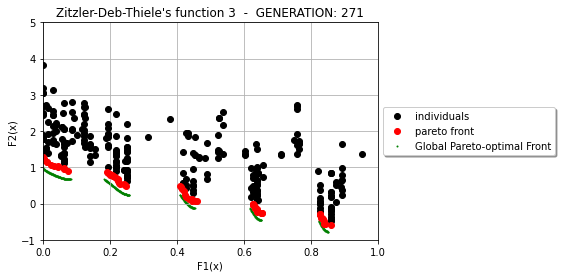 Zitzler-Deb-Thiele's function 3 - GENERATION: 271
5
4
3
2
1
0
−1
F2(x)
0.0 0.2 0.4 0.6 0.8 1.0
F1(x)
individuals
pareto front
Global Pareto-optimal Front